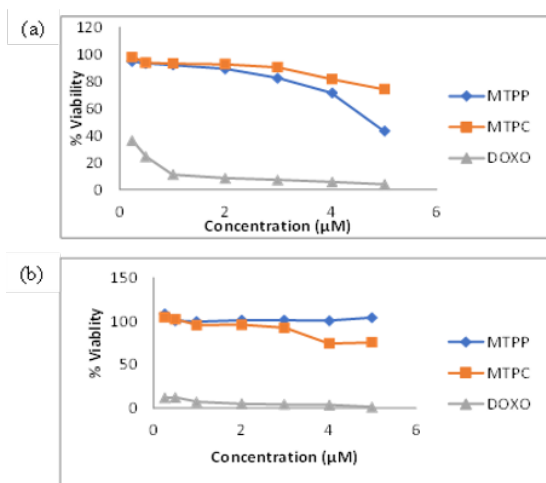 (a)
120
100
80
60
40
20
0
% Viability
0 2 4 6
Concentration (μM)
MTPP
MTPC
DOXO
(b)
150
100
50
0
% Viablity
0 2 4 6
Concentration (μM)
MTPP
MTPC
DOXO